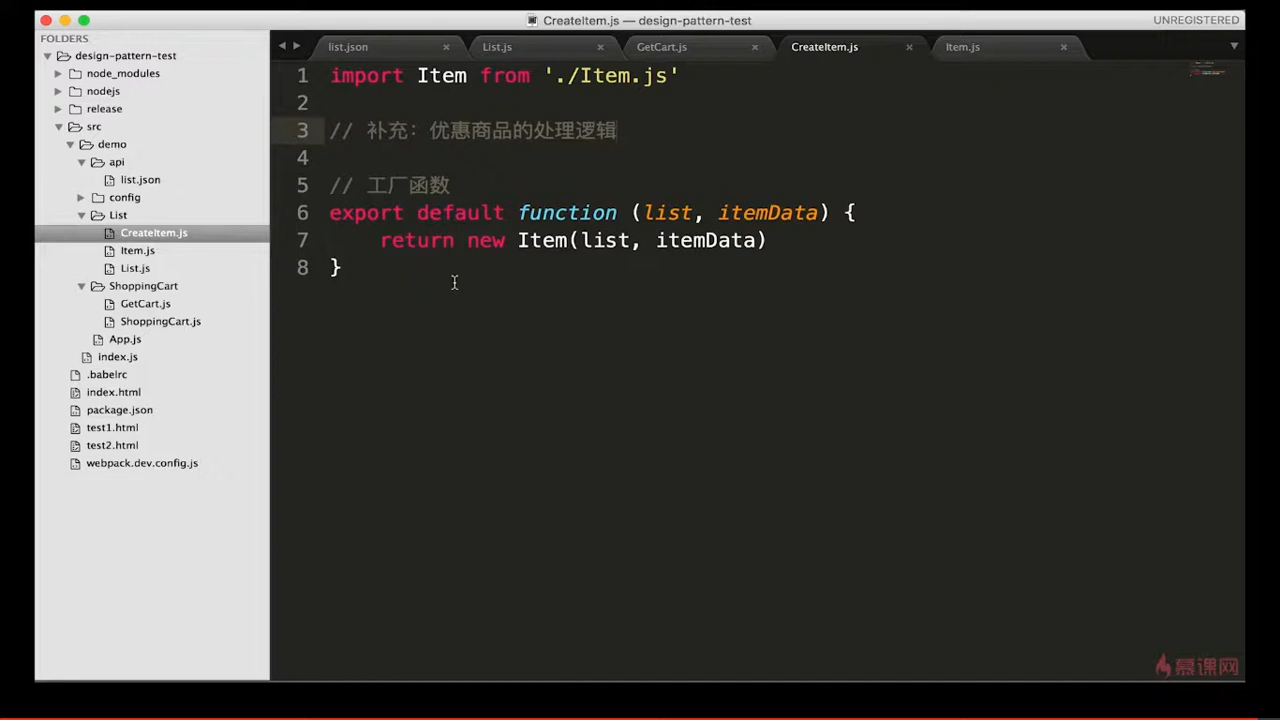 CreateItem.js — design-pattern-test
UNREGISTERED
FOLDERS
design-pattern-test
node_modules
nodejs
release
src
demo
api
list.json
config
List
CreateItem.js
Item.js
List.js
ShoppingCart
GetCart.js
ShoppingCart.js
App.js
index.js
.babelrc
index.html
package.json
test1.html
test2.html
webpack.dev.config.js
list.json × List.js × GetCart.js × CreateItem.js × Item.js ×
1 import Item from './Item.js'
2
3 // 补充：优惠商品的处理逻辑
4
5 // 工厂函数
6 export default function (list, itemData) {
7 return new Item(list, itemData)
8 }
慕课网